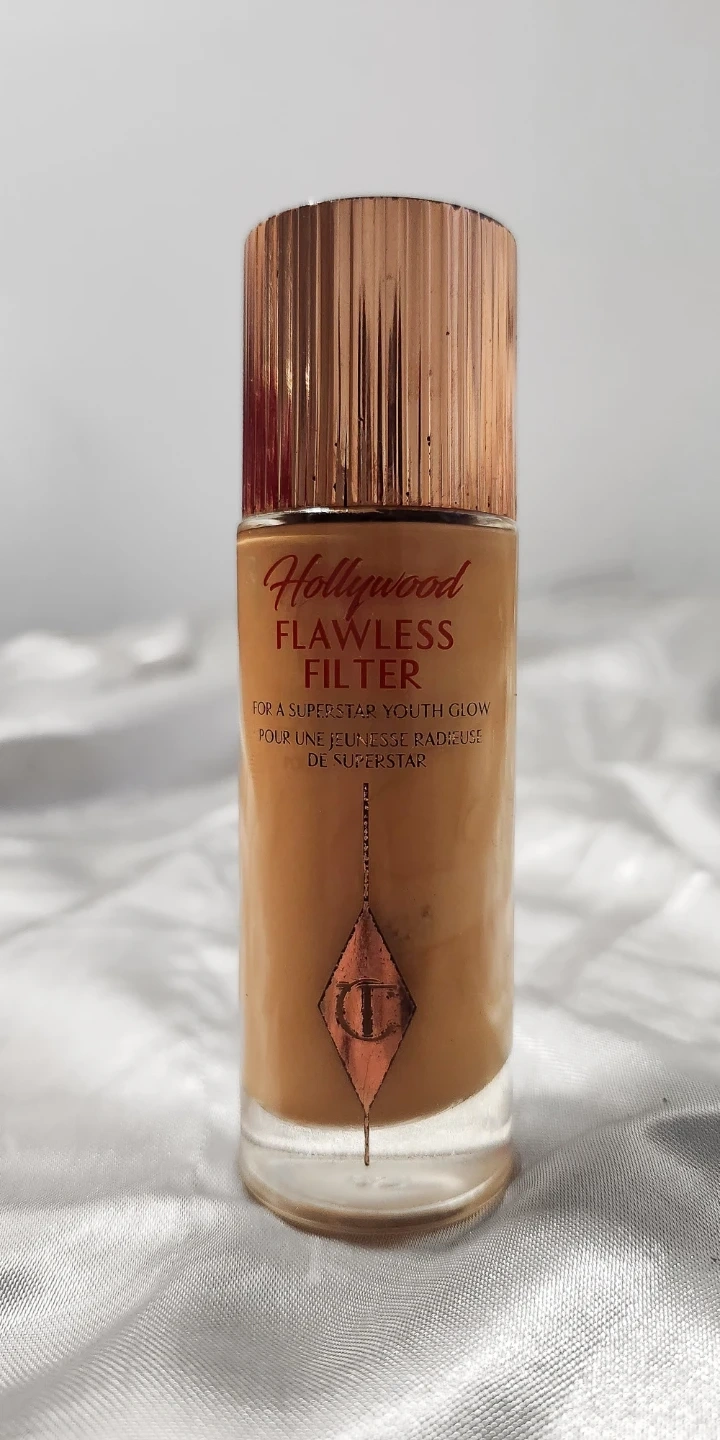 Hollywood
FLAWLESS
FILTER
FOR A SUPERSTAR YOUTH GLOW
POUR UNE JEUNESSE RADIEUSE
DE SUPERSTAR
CT